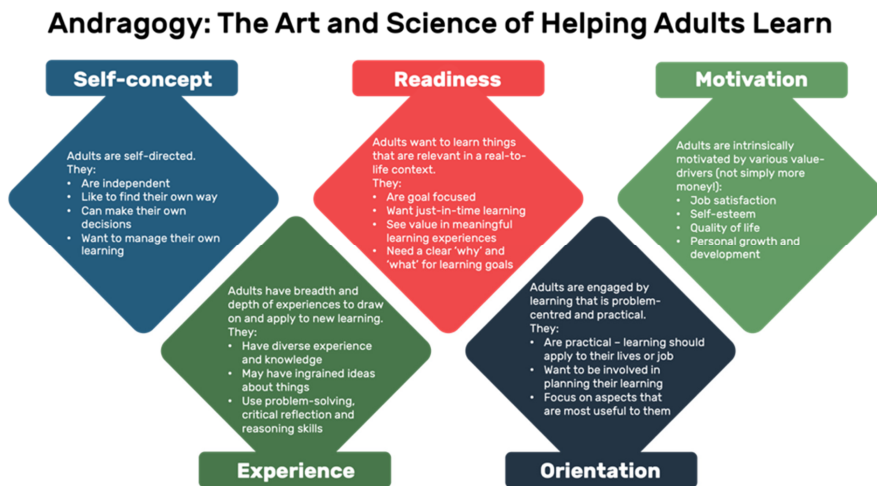 Andragogy: The Art and Science of Helping Adults Learn
Self-concept
Adults are self-directed.
They:
• Are independent
• Like to find their own way
• Can make their own
decisions
• Want to manage their own
learning
Experience
Adults have breadth and
depth of experiences to draw
on and apply to new learning.
They:
• Have diverse experience
and knowledge
• May have ingrained ideas
about things
• Use problem-solving,
critical reflection and
reasoning skills
Readiness
Adults want to learn things
that are relevant in a real-to-
life context.
They:
• Are goal focused
• Want just-in-time learning
• See value in meaningful
learning experiences
• Need a clear ‘why’ and
‘what’ for learning goals
Orientation
Adults are engaged by
learning that is problem-
centred and practical.
They:
• Are practical – learning should
apply to their lives or job
• Want to be involved in
planning their learning
• Focus on aspects that
are most useful to them
Motivation
Adults are intrinsically
motivated by various value-
drivers (not simply more
money!):
• Job satisfaction
• Self-esteem
• Quality of life
• Personal growth and
development